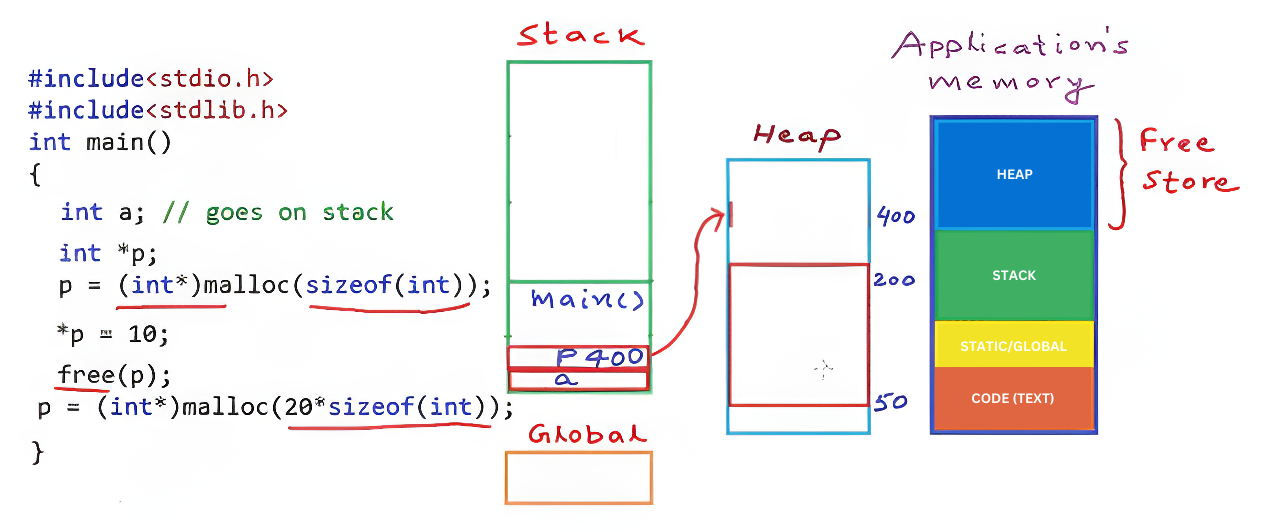 #include<stdio.h>
#include<stdlib.h>
int main()
{
int a; // goes on stack
int *p;
p = (int*)malloc(sizeof(int));
*p = 10;
free(p);
p = (int*)malloc(20*sizeof(int));
}
Stack
main()
P 400
a
Global
Heap
400
200
50
Application's
memory
HEAP
STACK
STATIC/GLOBAL
CODE (TEXT)
Free
Store